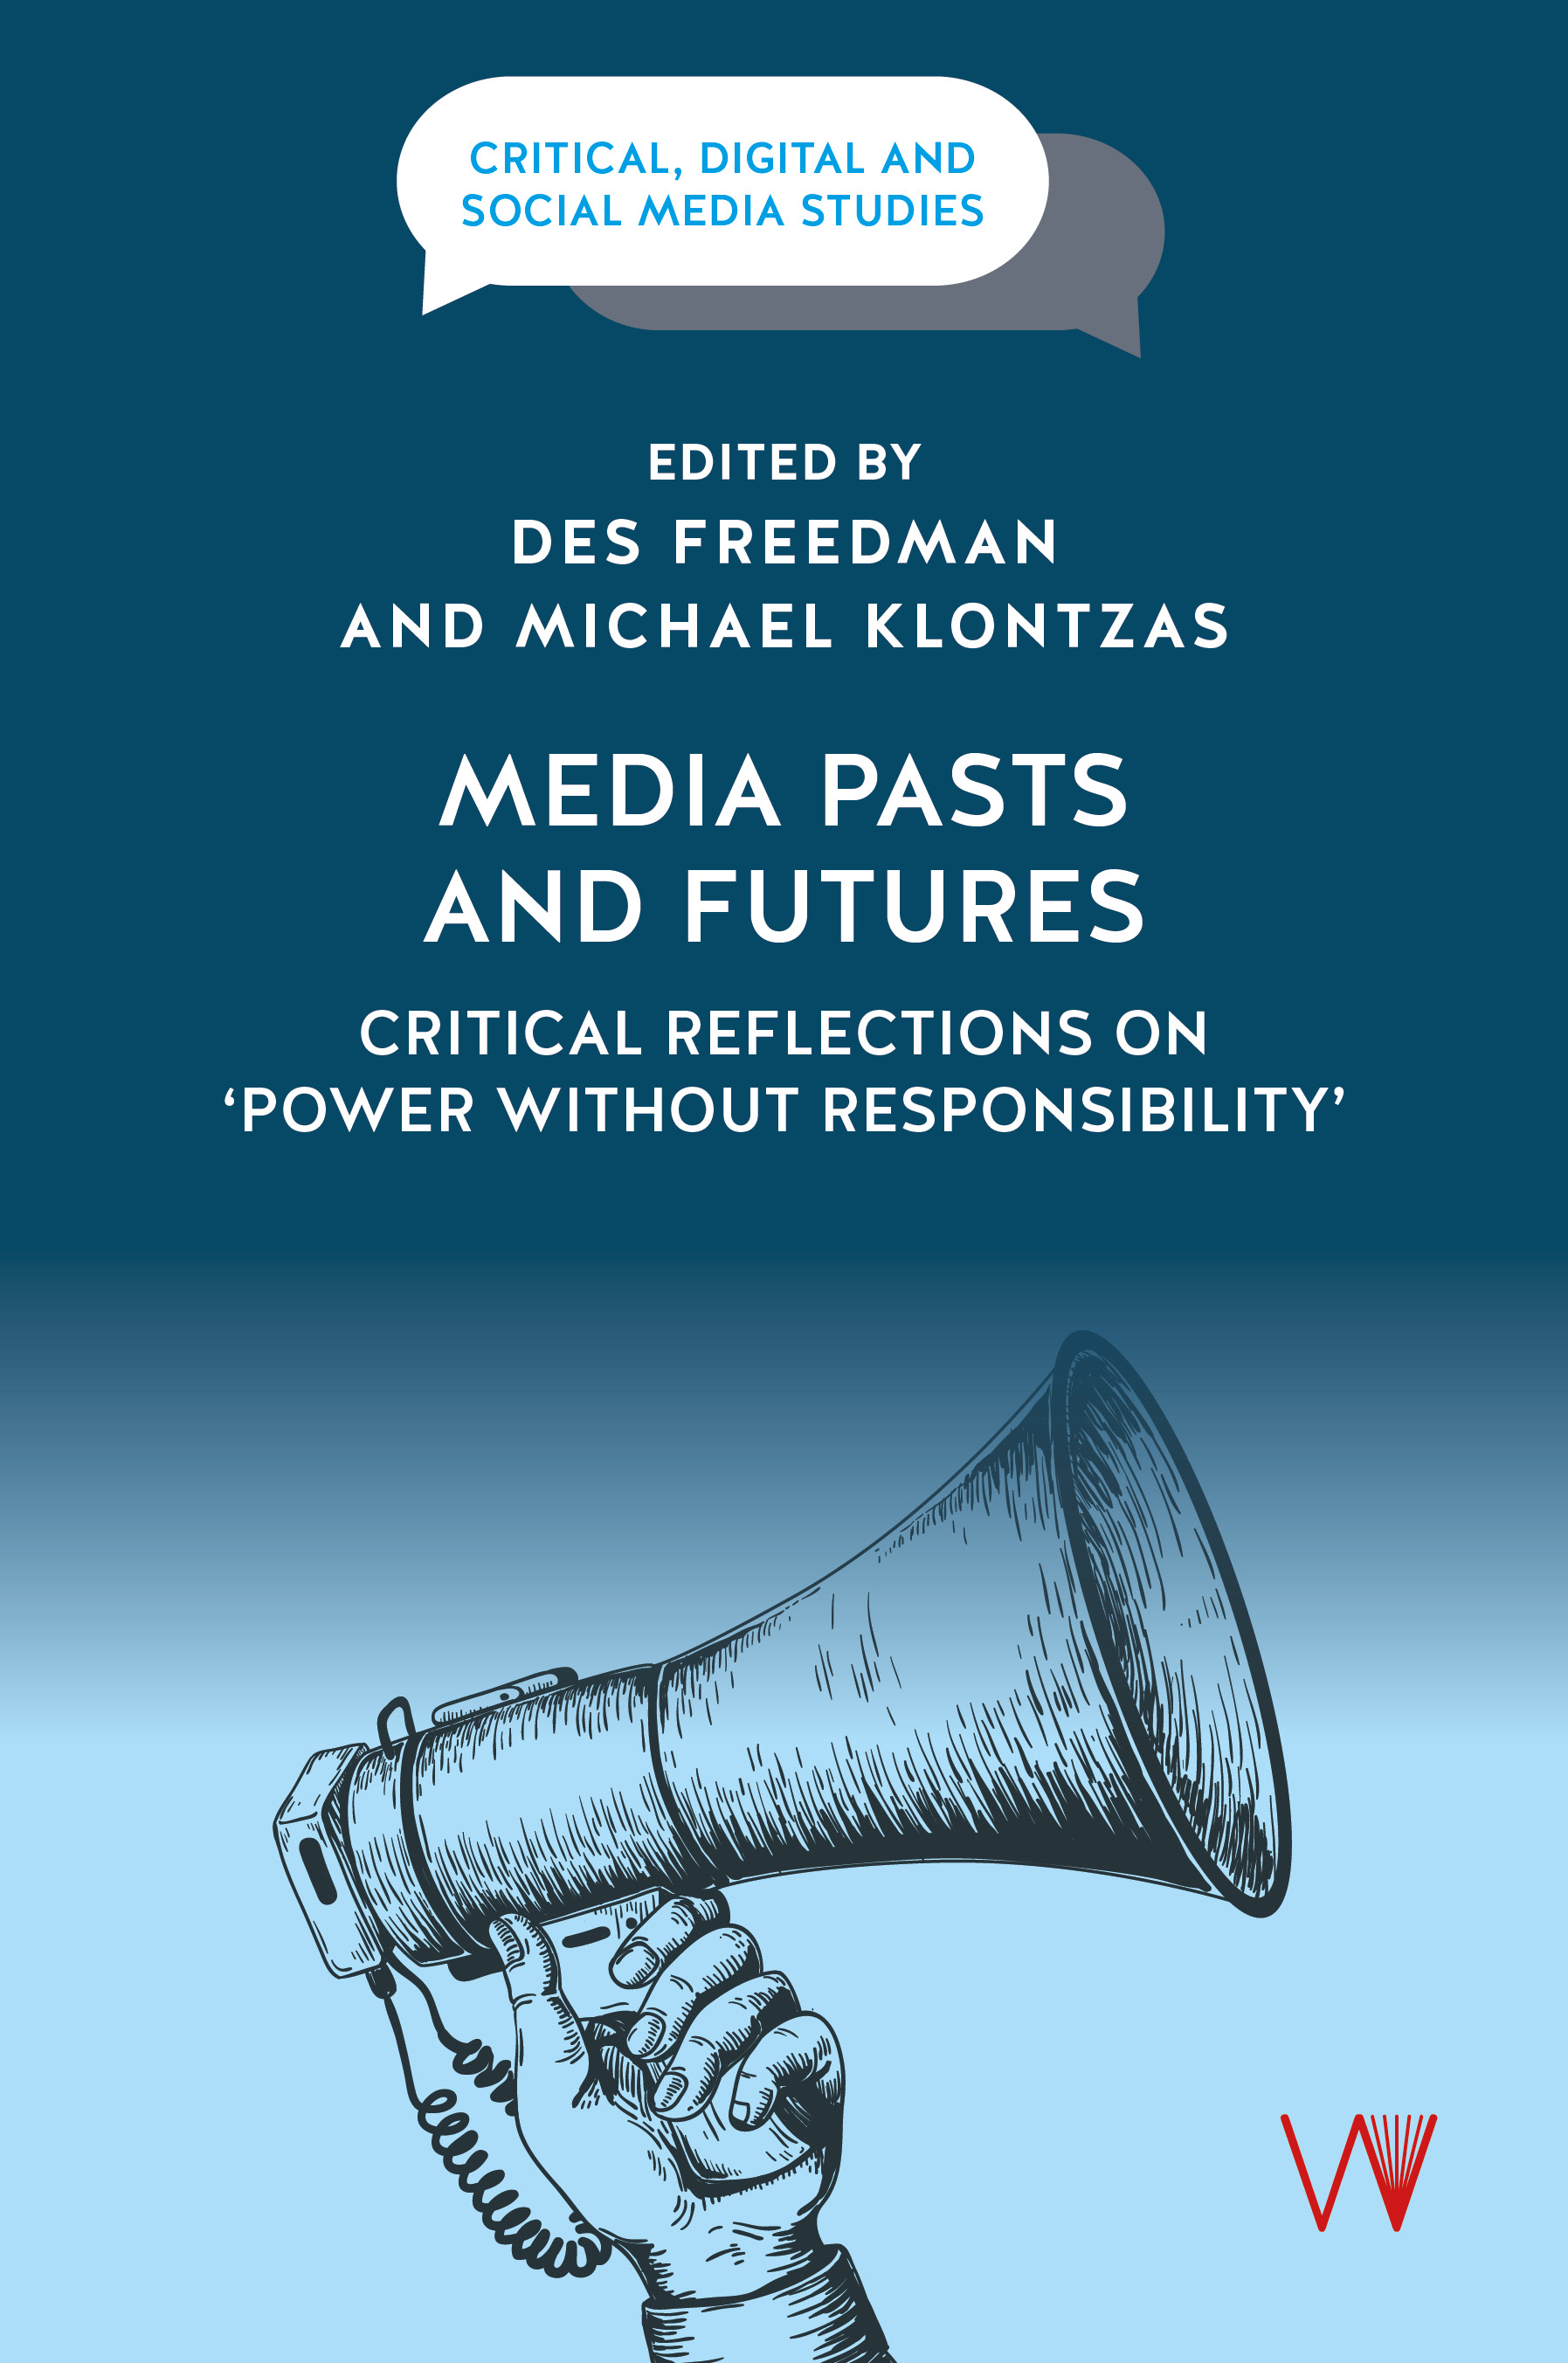 CRITICAL, DIGITAL AND
SOCIAL MEDIA STUDIES
EDITED BY
DES FREEDMAN
AND MICHAEL KLONTZAS
MEDIA PASTS
AND FUTURES
CRITICAL REFLECTIONS ON
‘POWER WITHOUT RESPONSIBILITY’
W